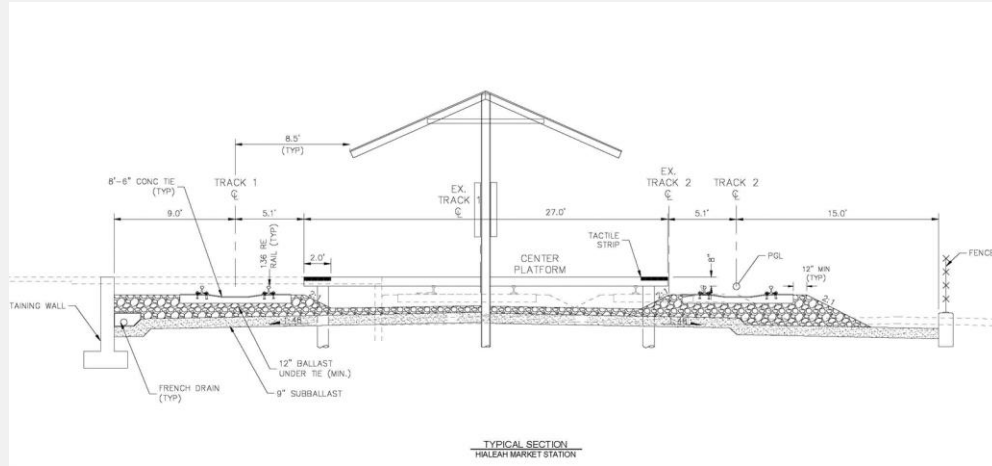 8.5'
(TYP)
8'-6" CONC TIE
(TYP)
TRACK 1
℄
EX.
TRACK 1
℄
EX.
TRACK 2
℄
TRACK 2
℄
9.0'
5.1'
27.0'
5.1'
15.0'
136 RE
RAIL (TYP)
2.0'
CENTER
PLATFORM
TACTILE
STRIP
8"
PGL
12" MIN
(TYP)
FENCE
TAINING WALL
2:1
FRENCH DRAIN
(TYP)
12" BALLAST
UNDER TIE (MIN.)
9" SUBBALLAST
TYPICAL SECTION
HIALEAH MARKET STATION